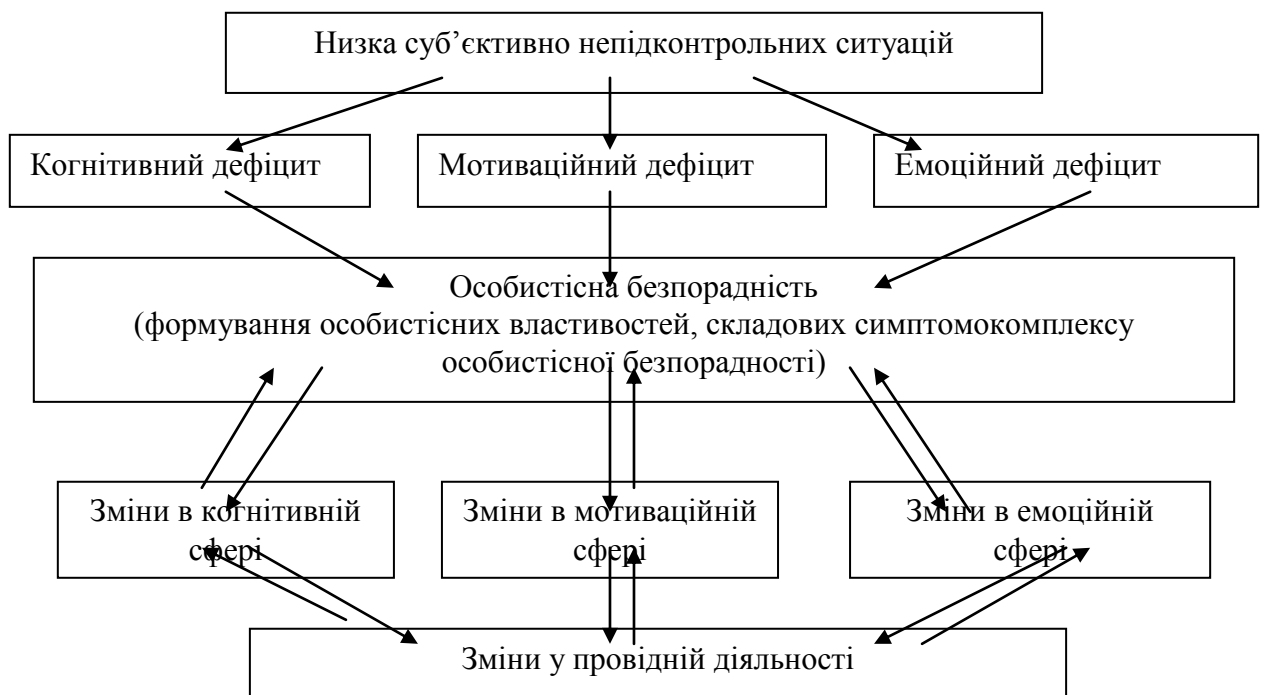 Низка суб’єктивно непідконтрольних ситуацій
Когнітивний дефіцит
Мотиваційний дефіцит
Емоційний дефіцит
Особистісна безпорадність
(формування особистісних властивостей, складових симптомокомплексу
особистісної безпорадності)
Зміни в когнітивній
сфері
Зміни в мотиваційній
сфері
Зміни в емоційній
сфері
Зміни у провідній діяльності